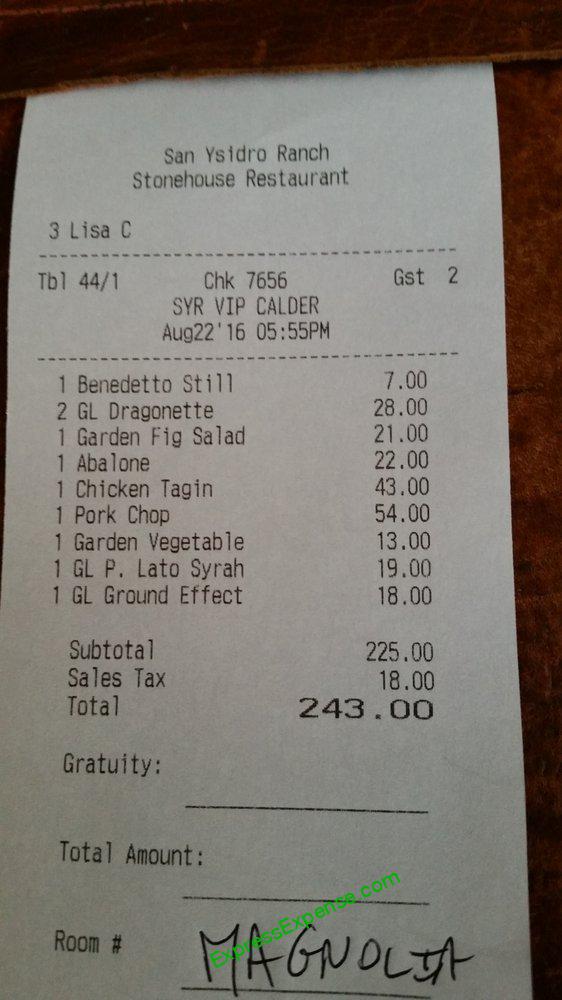 San Ysidro Ranch
Stonehouse Restaurant
3 Lisa C
Tbl 44/1 Chk 7656 Gst 2
SYR VIP CALDER
Aug22'16 05:55PM
1 Benedetto Still 7.00
2 GL Dragonette 28.00
1 Garden Fig Salad 21.00
1 Abalone 22.00
1 Chicken Tagin 43.00
1 Pork Chop 54.00
1 Garden Vegetable 13.00
1 GL P. Lato Syrah 19.00
1 GL Ground Effect 18.00
Subtotal 225.00
Sales Tax 18.00
Total 243.00
Gratuity:
Total Amount:
ExpressExpense.com
Room # MAGNOLIA